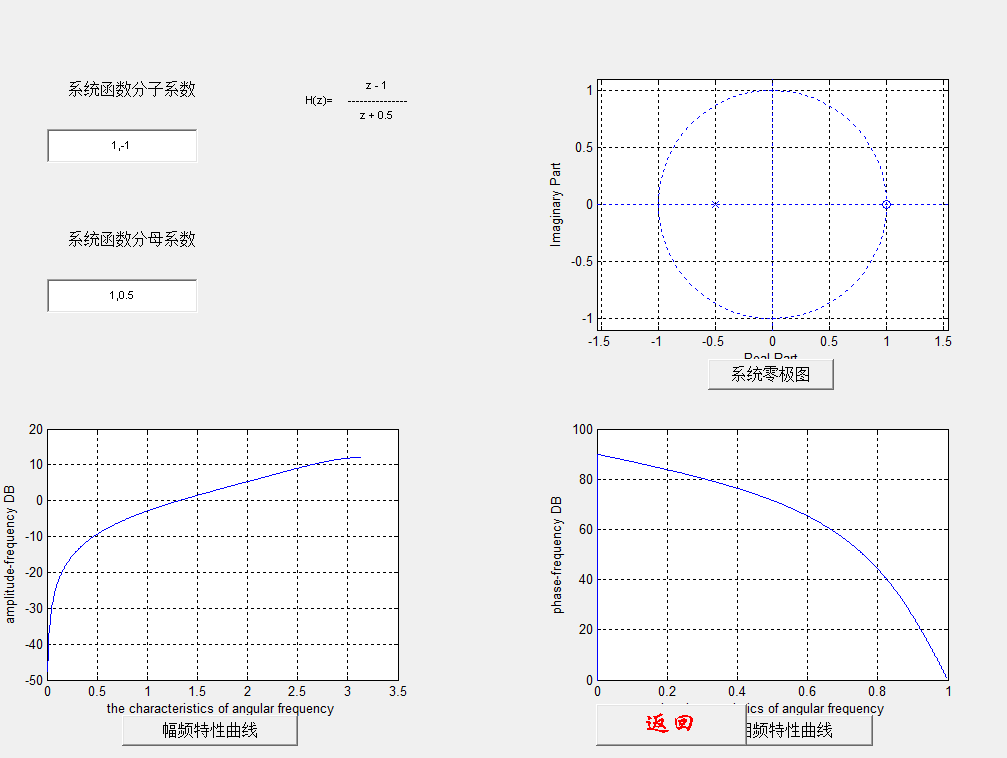 系统函数分子系数
1,-1
系统函数分母系数
1,0.5
z - 1
H(z)= ---------------
z + 0.5
1
0.5
0
-0.5
-1
Imaginary Part
-1.5 -1 -0.5 0 0.5 1 1.5
Real Part
系统零极图
20
10
0
-10
-20
-30
-40
-50
amplitude-frequency DB
0 0.5 1 1.5 2 2.5 3 3.5
the characteristics of angular frequency
幅频特性曲线
100
80
60
40
20
0
phase-frequency DB
0 0.2 0.4 0.6 0.8 1
ics of angular frequency
返回
频特性曲线